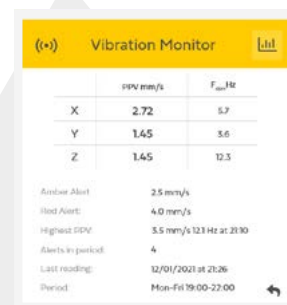 Vibration Monitor
PPV mm/s F_dom Hz
X 2.72 5.7
Y 1.45 3.6
Z 1.45 12.3
Amber Alert 2.5 mm/s
Red Alert: 4.0 mm/s
Highest PPV: 3.5 mm/s 12.1 Hz at 21:10
Alerts in period: 4
Last reading: 12/01/2021 at 21:26
Period: Mon-Fri 19:00-22:00